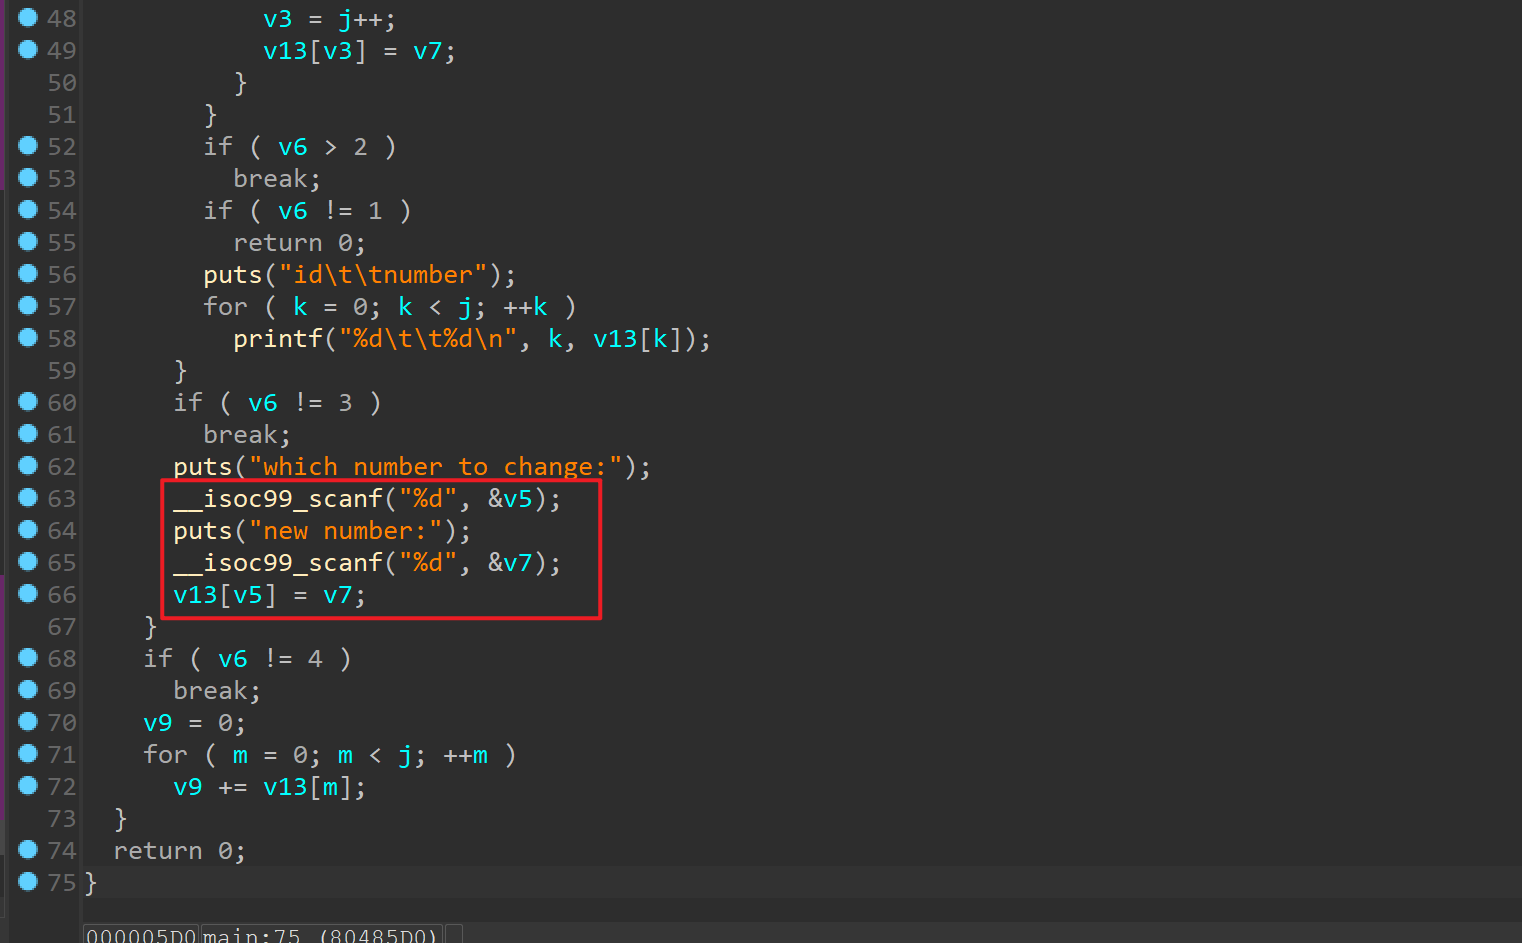 48 v3 = j++;
49 v13[v3] = v7;
50 }
51 }
52 if ( v6 > 2 )
53 break;
54 if ( v6 != 1 )
55 return 0;
56 puts("id\t\tnumber");
57 for ( k = 0; k < j; ++k )
58 printf("%d\t\t%d\n", k, v13[k]);
59 }
60 if ( v6 != 3 )
61 break;
62 puts("which number to change:");
63 __isoc99_scanf("%d", &v5);
64 puts("new number:");
65 __isoc99_scanf("%d", &v7);
66 v13[v5] = v7;
67 }
68 if ( v6 != 4 )
69 break;
70 v9 = 0;
71 for ( m = 0; m < j; ++m )
72 v9 += v13[m];
73 }
74 return 0;
75 }
000005D0 main:75 (80485D0)